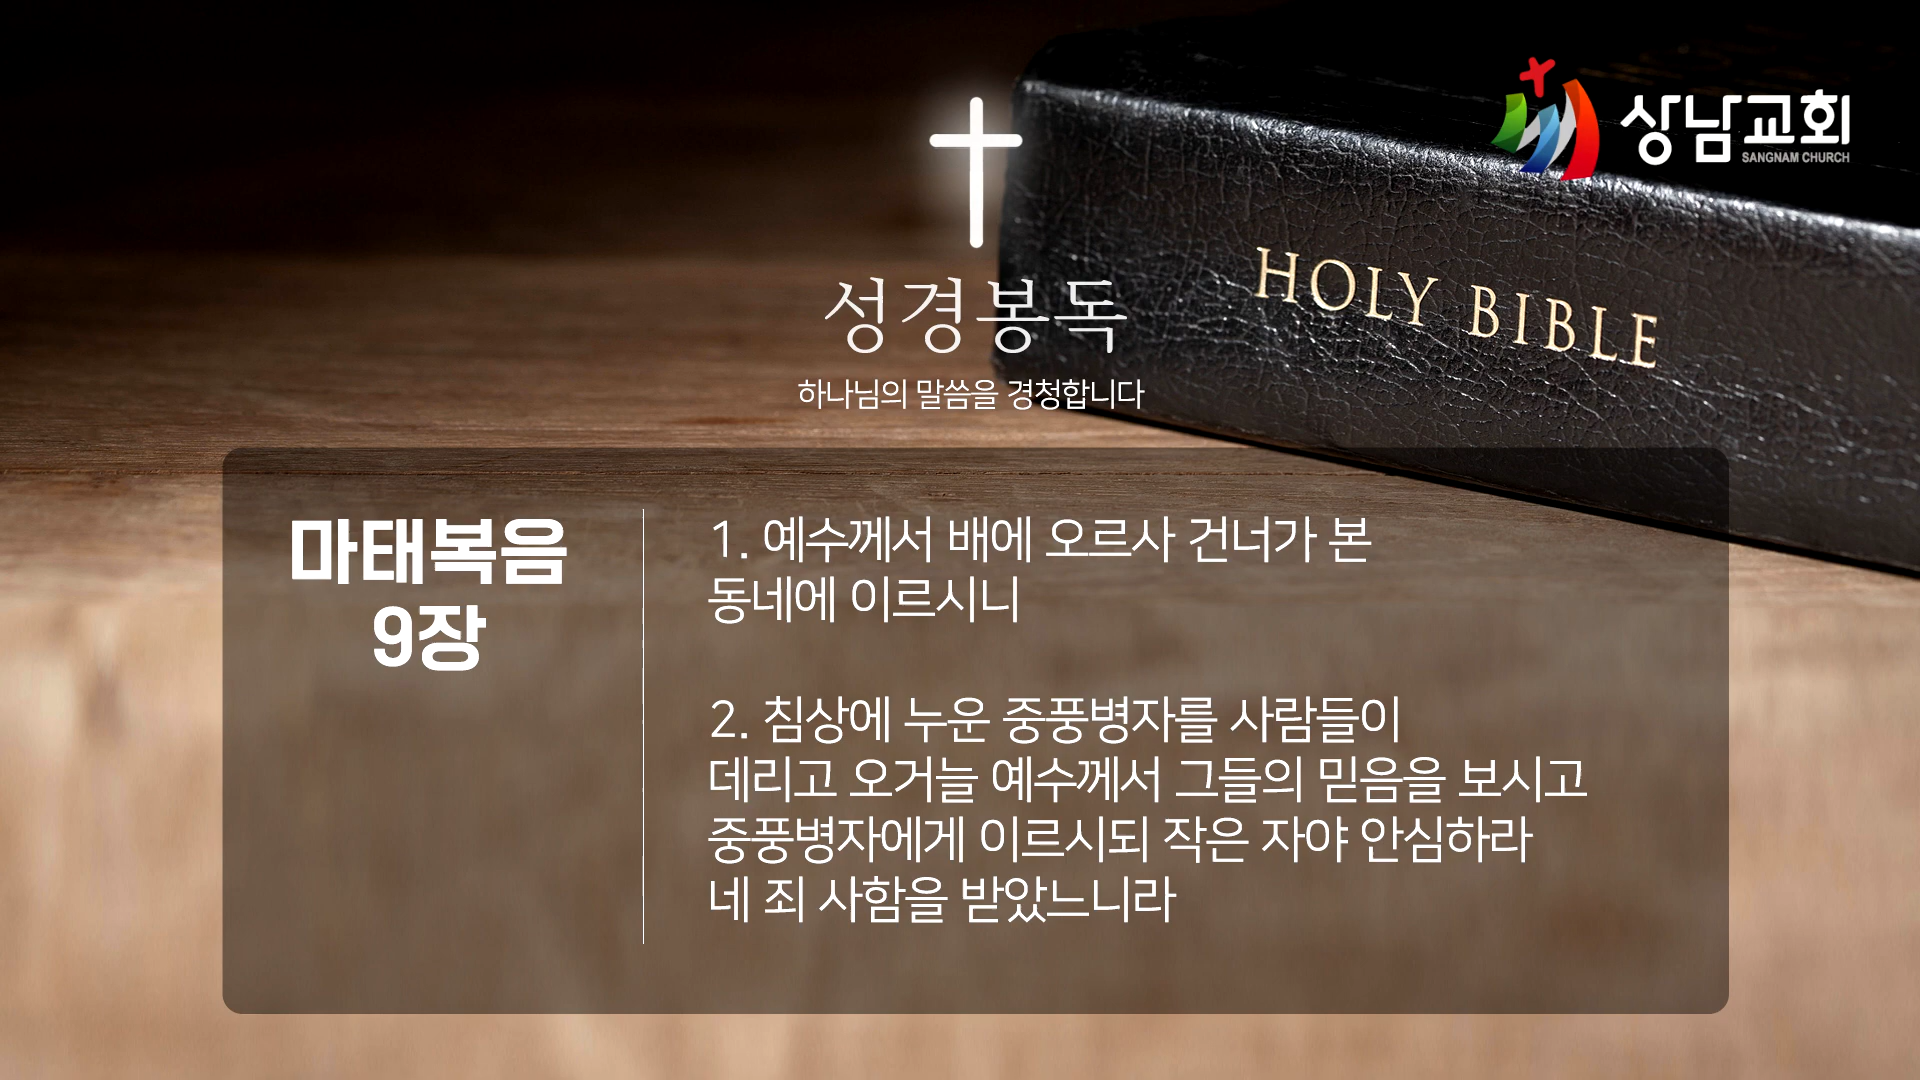 상남교회
SANGNAM CHURCH
HOLY BIBLE
성경봉독
하나님의 말씀을 경청합니다
마태복음
9장
1. 예수께서 배에 오르사 건너가 본
동네에 이르시니
2. 침상에 누운 중풍병자를 사람들이
데리고 오거늘 예수께서 그들의 믿음을 보시고
중풍병자에게 이르시되 작은 자야 안심하라
네 죄 사함을 받았느니라